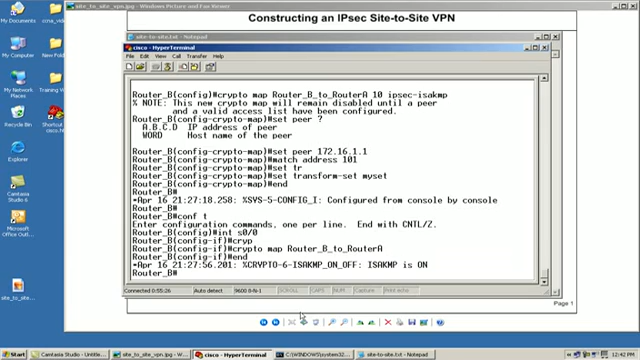 site_to_site_vpn.jpg - Windows Picture and Fax Viewer
Constructing an IPsec Site-to-Site VPN
site-to-site.txt - Notepad
cisco - HyperTerminal
File Edit View Call Transfer Help
Router_B(config)#crypto map Router_B_to_RouterA 10 ipsec-isakmp
% NOTE: This new crypto map will remain disabled until a peer
and a valid access list have been configured.
Router_B(config-crypto-map)#set peer ?
A.B.C.D IP address of peer
WORD Host name of the peer
Router_B(config-crypto-map)#set peer 172.16.1.1
Router_B(config-crypto-map)#match address 101
Router_B(config-crypto-map)#set tr
Router_B(config-crypto-map)#set transform-set myset
Router_B(config-crypto-map)#end
Router_B#
*Apr 16 21:27:18.258: %SYS-5-CONFIG_I: Configured from console by console
Router_B#
Router_B#conf t
Enter configuration commands, one per line. End with CNTL/Z.
Router_B(config)#int s0/0
Router_B(config-if)#cryp
Router_B(config-if)#crypto map Router_B_to_RouterA
Router_B(config-if)#end
*Apr 16 21:27:56.201: %CRYPTO-6-ISAKMP_ON_OFF: ISAKMP is ON
Router_B#
Connected 0:55:26 Auto detect 9600 8-N-1 SCROLL CAPS NUM Capture Print echo
Page 1
My Documents
ccna_vid...
My Computer
New Fold...
My Network Places
Training W...
Recycle Bin
Shortcut
cisco.ht
Explorer
Camtasia Studio 6
Microsoft Office Out...
site_to_site...
Start
Camtasia Studio - Untitled...
site_to_site_vpn.jpg - W...
cisco - HyperTerminal
C:\WINDOWS\system32...
site-to-site.txt - Notepad
12:42 PM